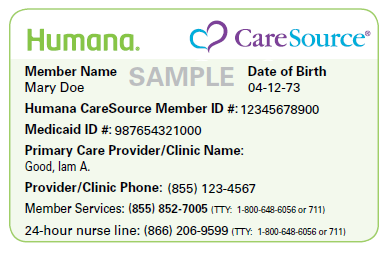 Humana. CareSource®
Member Name SAMPLE Date of Birth
Mary Doe 04-12-73
Humana CareSource Member ID #: 12345678900
Medicaid ID #: 987654321000
Primary Care Provider/Clinic Name:
Good, Iam A.
Provider/Clinic Phone: (855) 123-4567
Member Services: (855) 852-7005 (TTY: 1-800-648-6056 or 711)
24-hour nurse line: (866) 206-9599 (TTY: 1-800-648-6056 or 711)